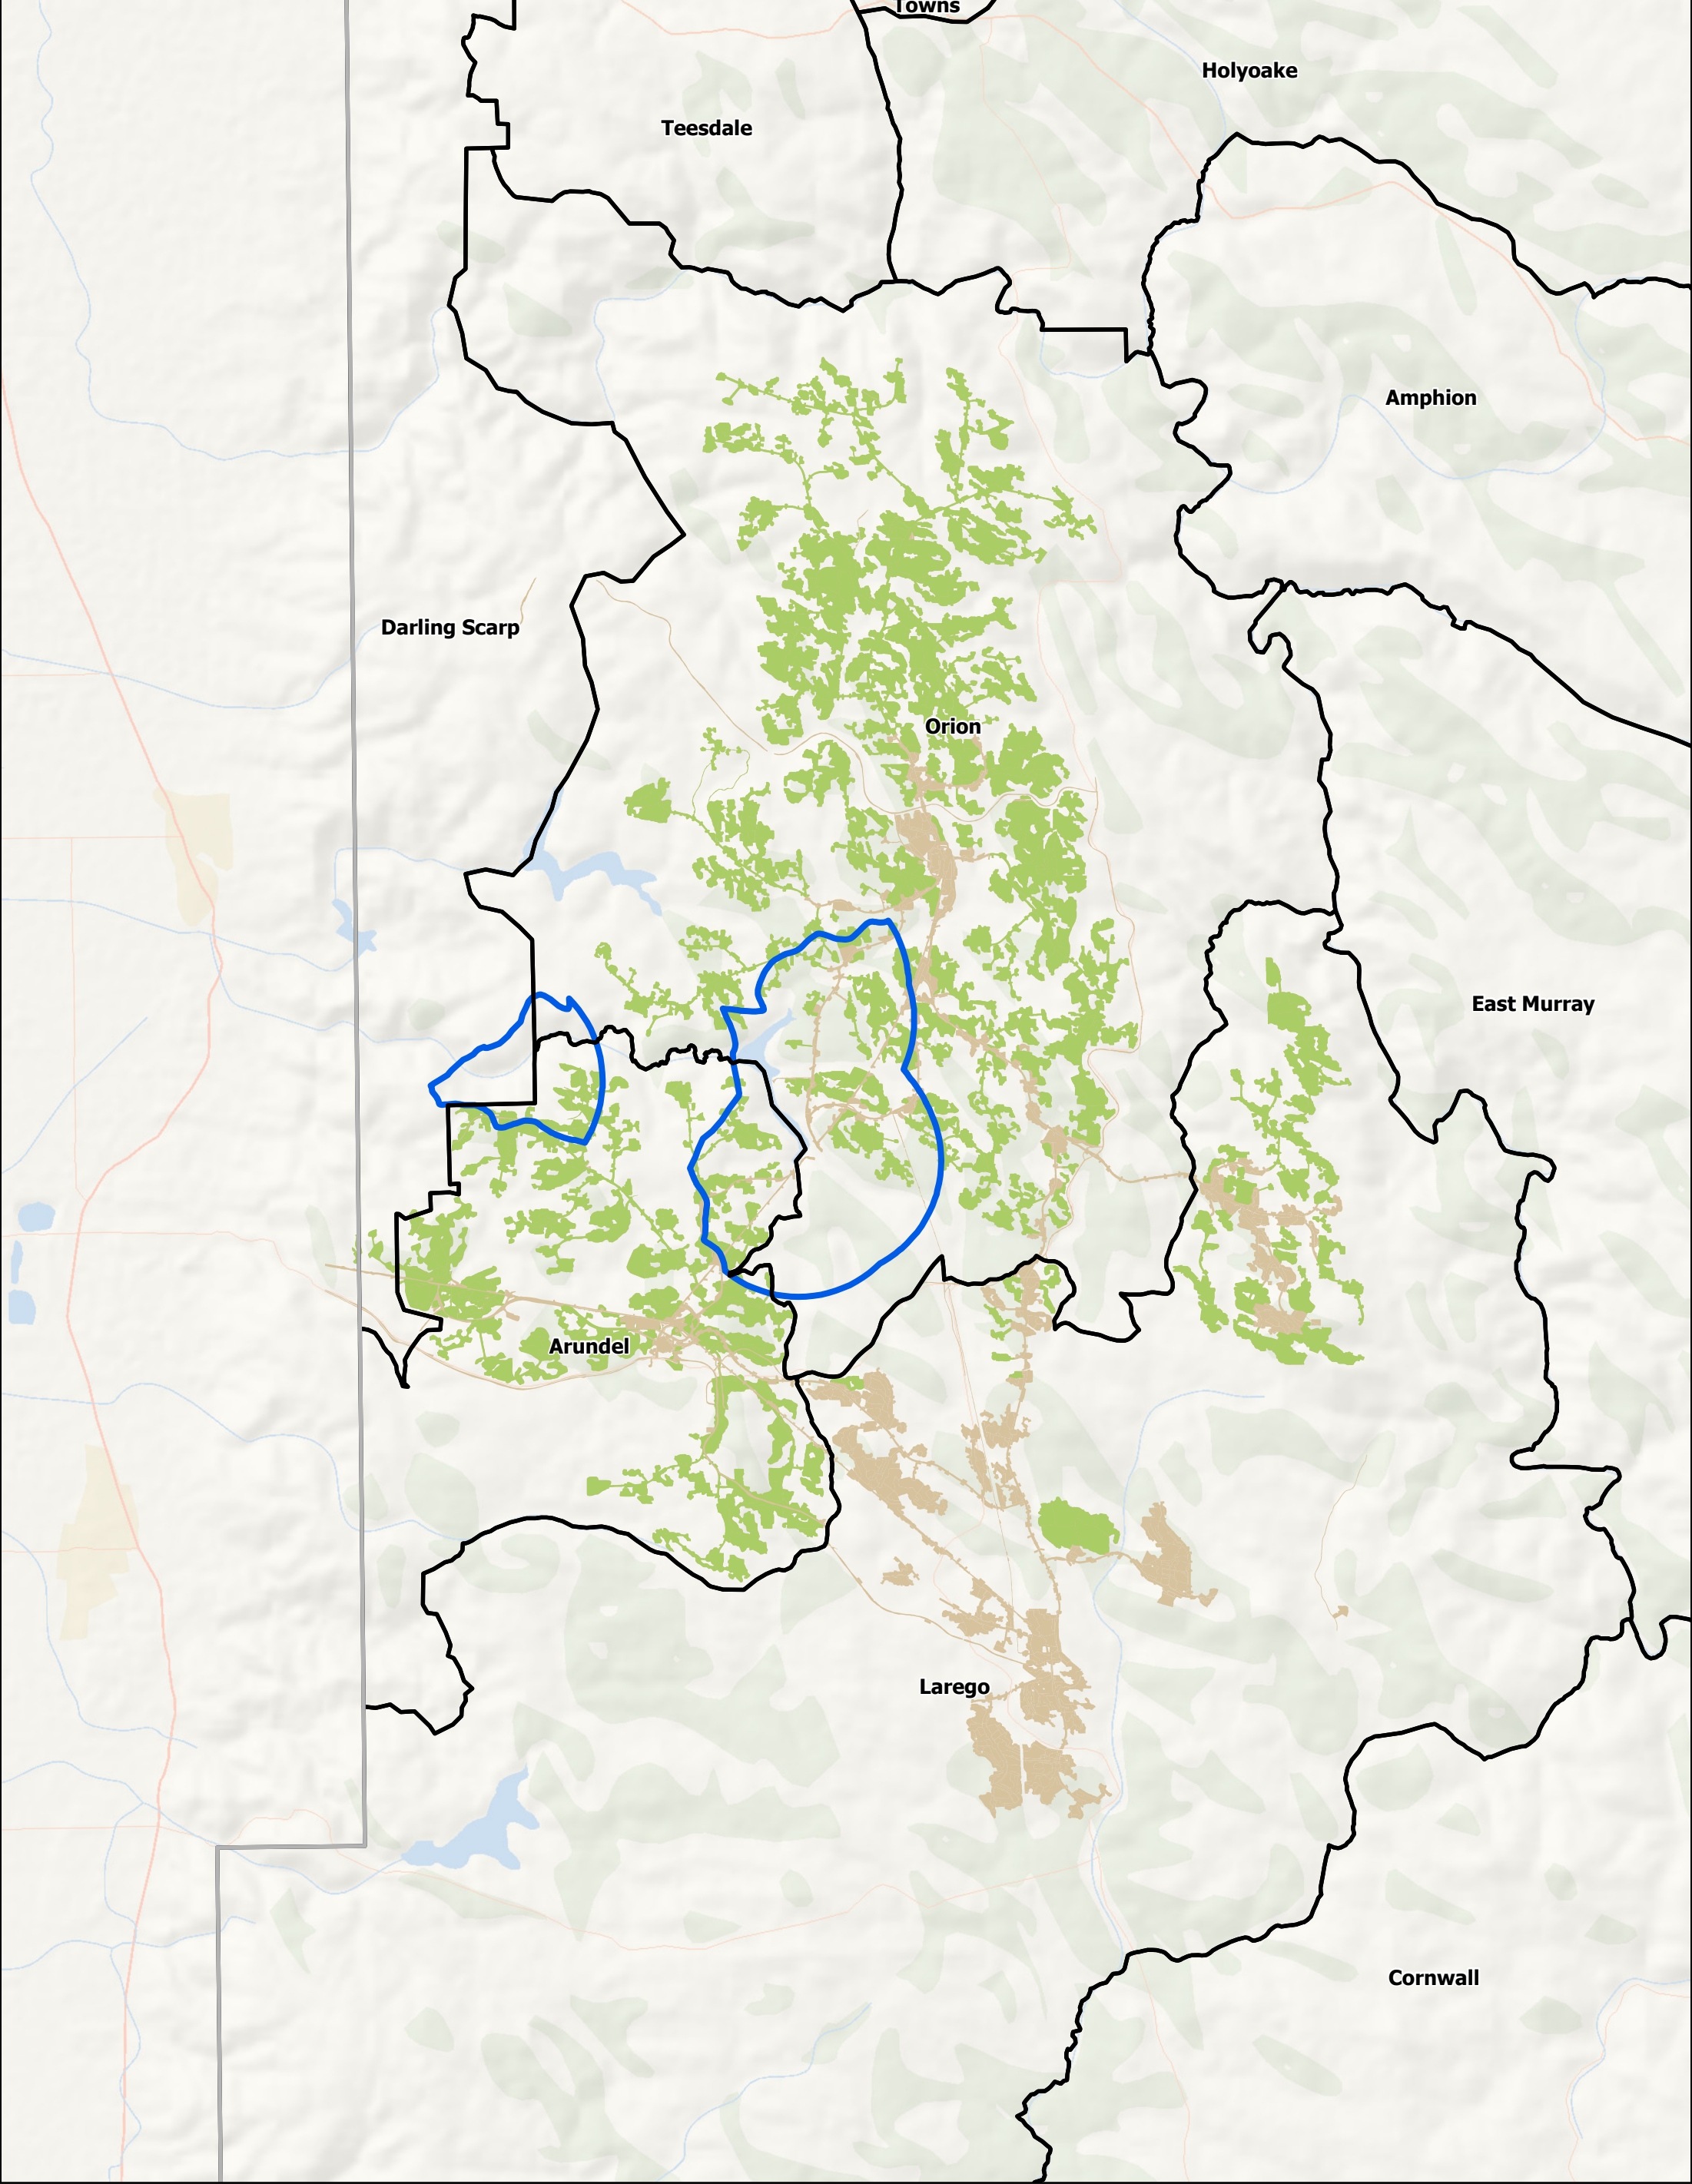 Towns
Holyoake
Teesdale
Amphion
Darling Scarp
Orion
East Murray
Arundel
Larego
Cornwall